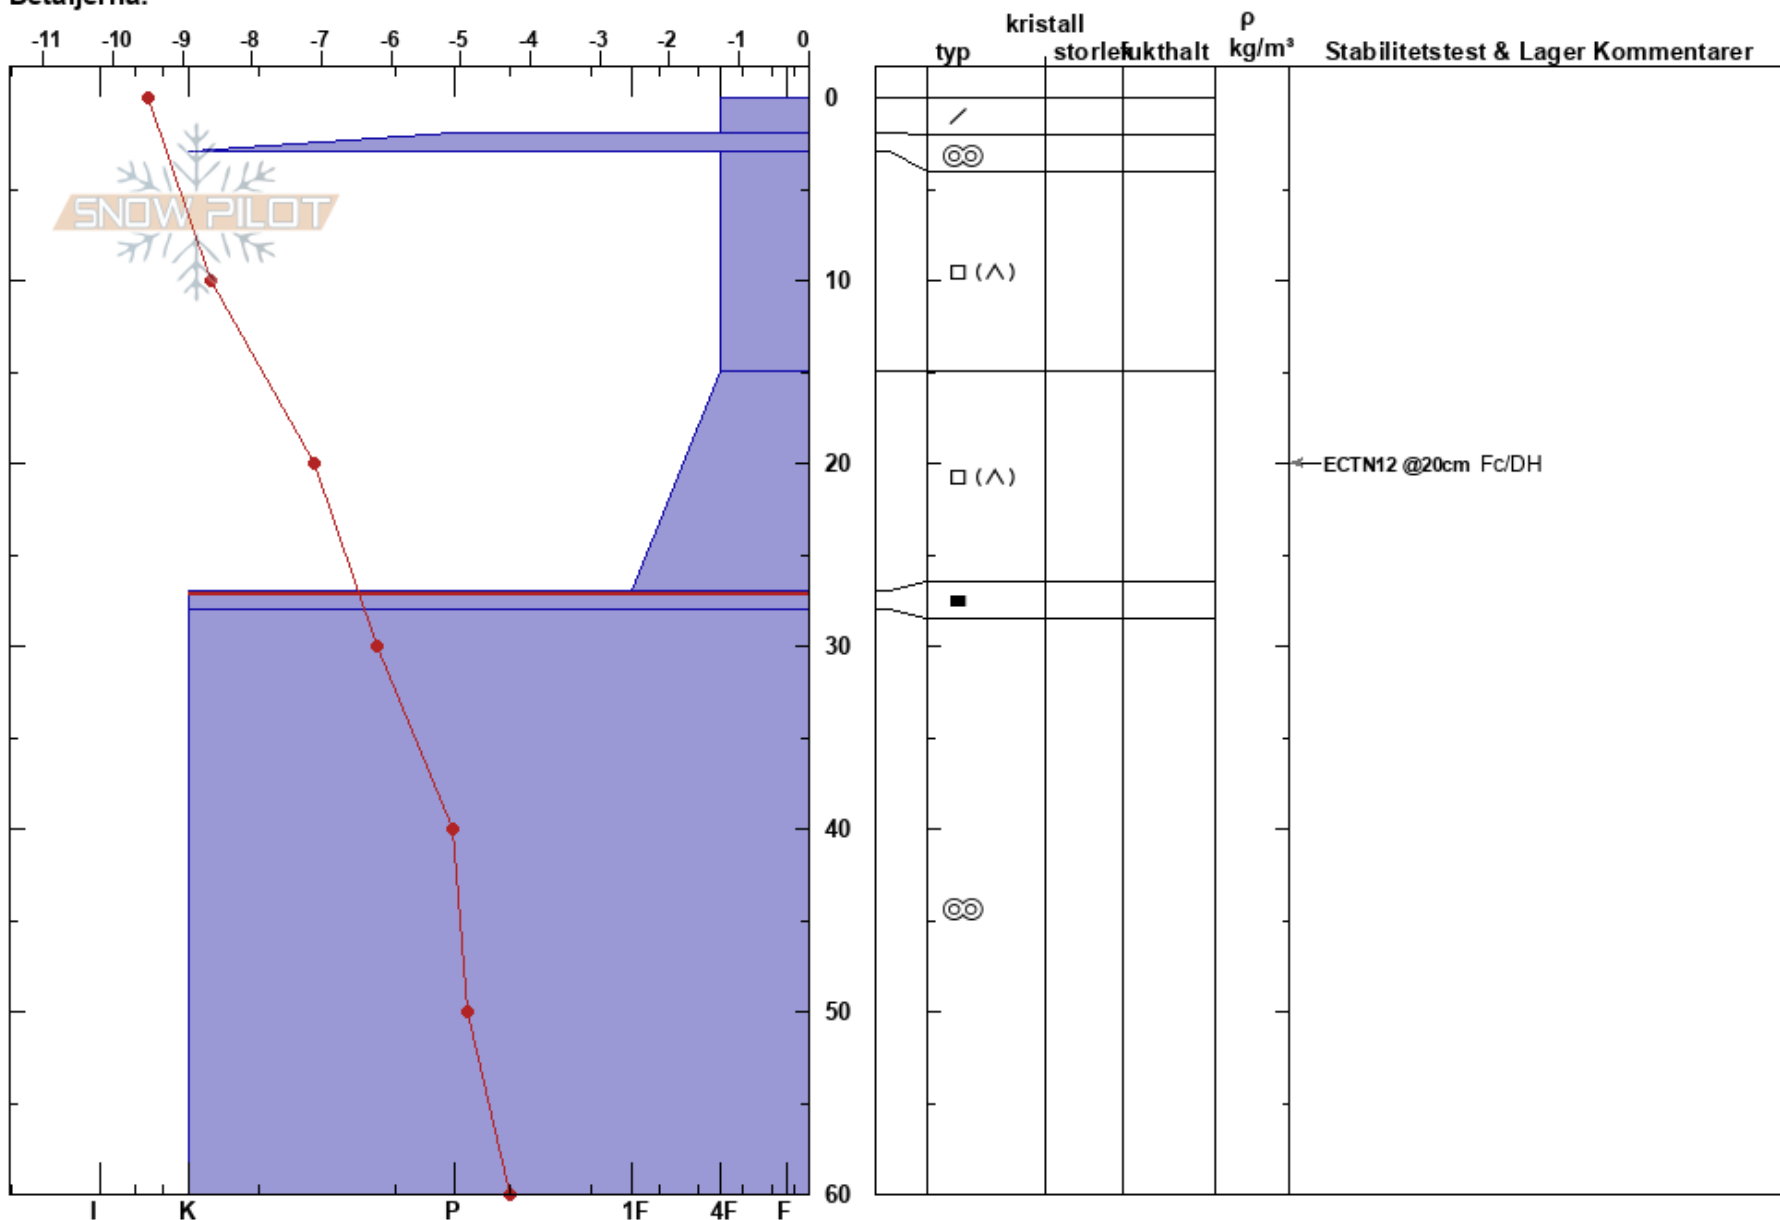 kristall ρ
-11 -10 -9 -8 -7 -6 -5 -4 -3 -2 -1 0 typ storlek fukthalt kg/m³ Stabilitetstest & Lager Kommentarer
0
SNOW PILOT
(∧)
10
20
(∧)
ECTN12 @20cm Fc/DH
30
40
50
60
I K P 1F 4F F